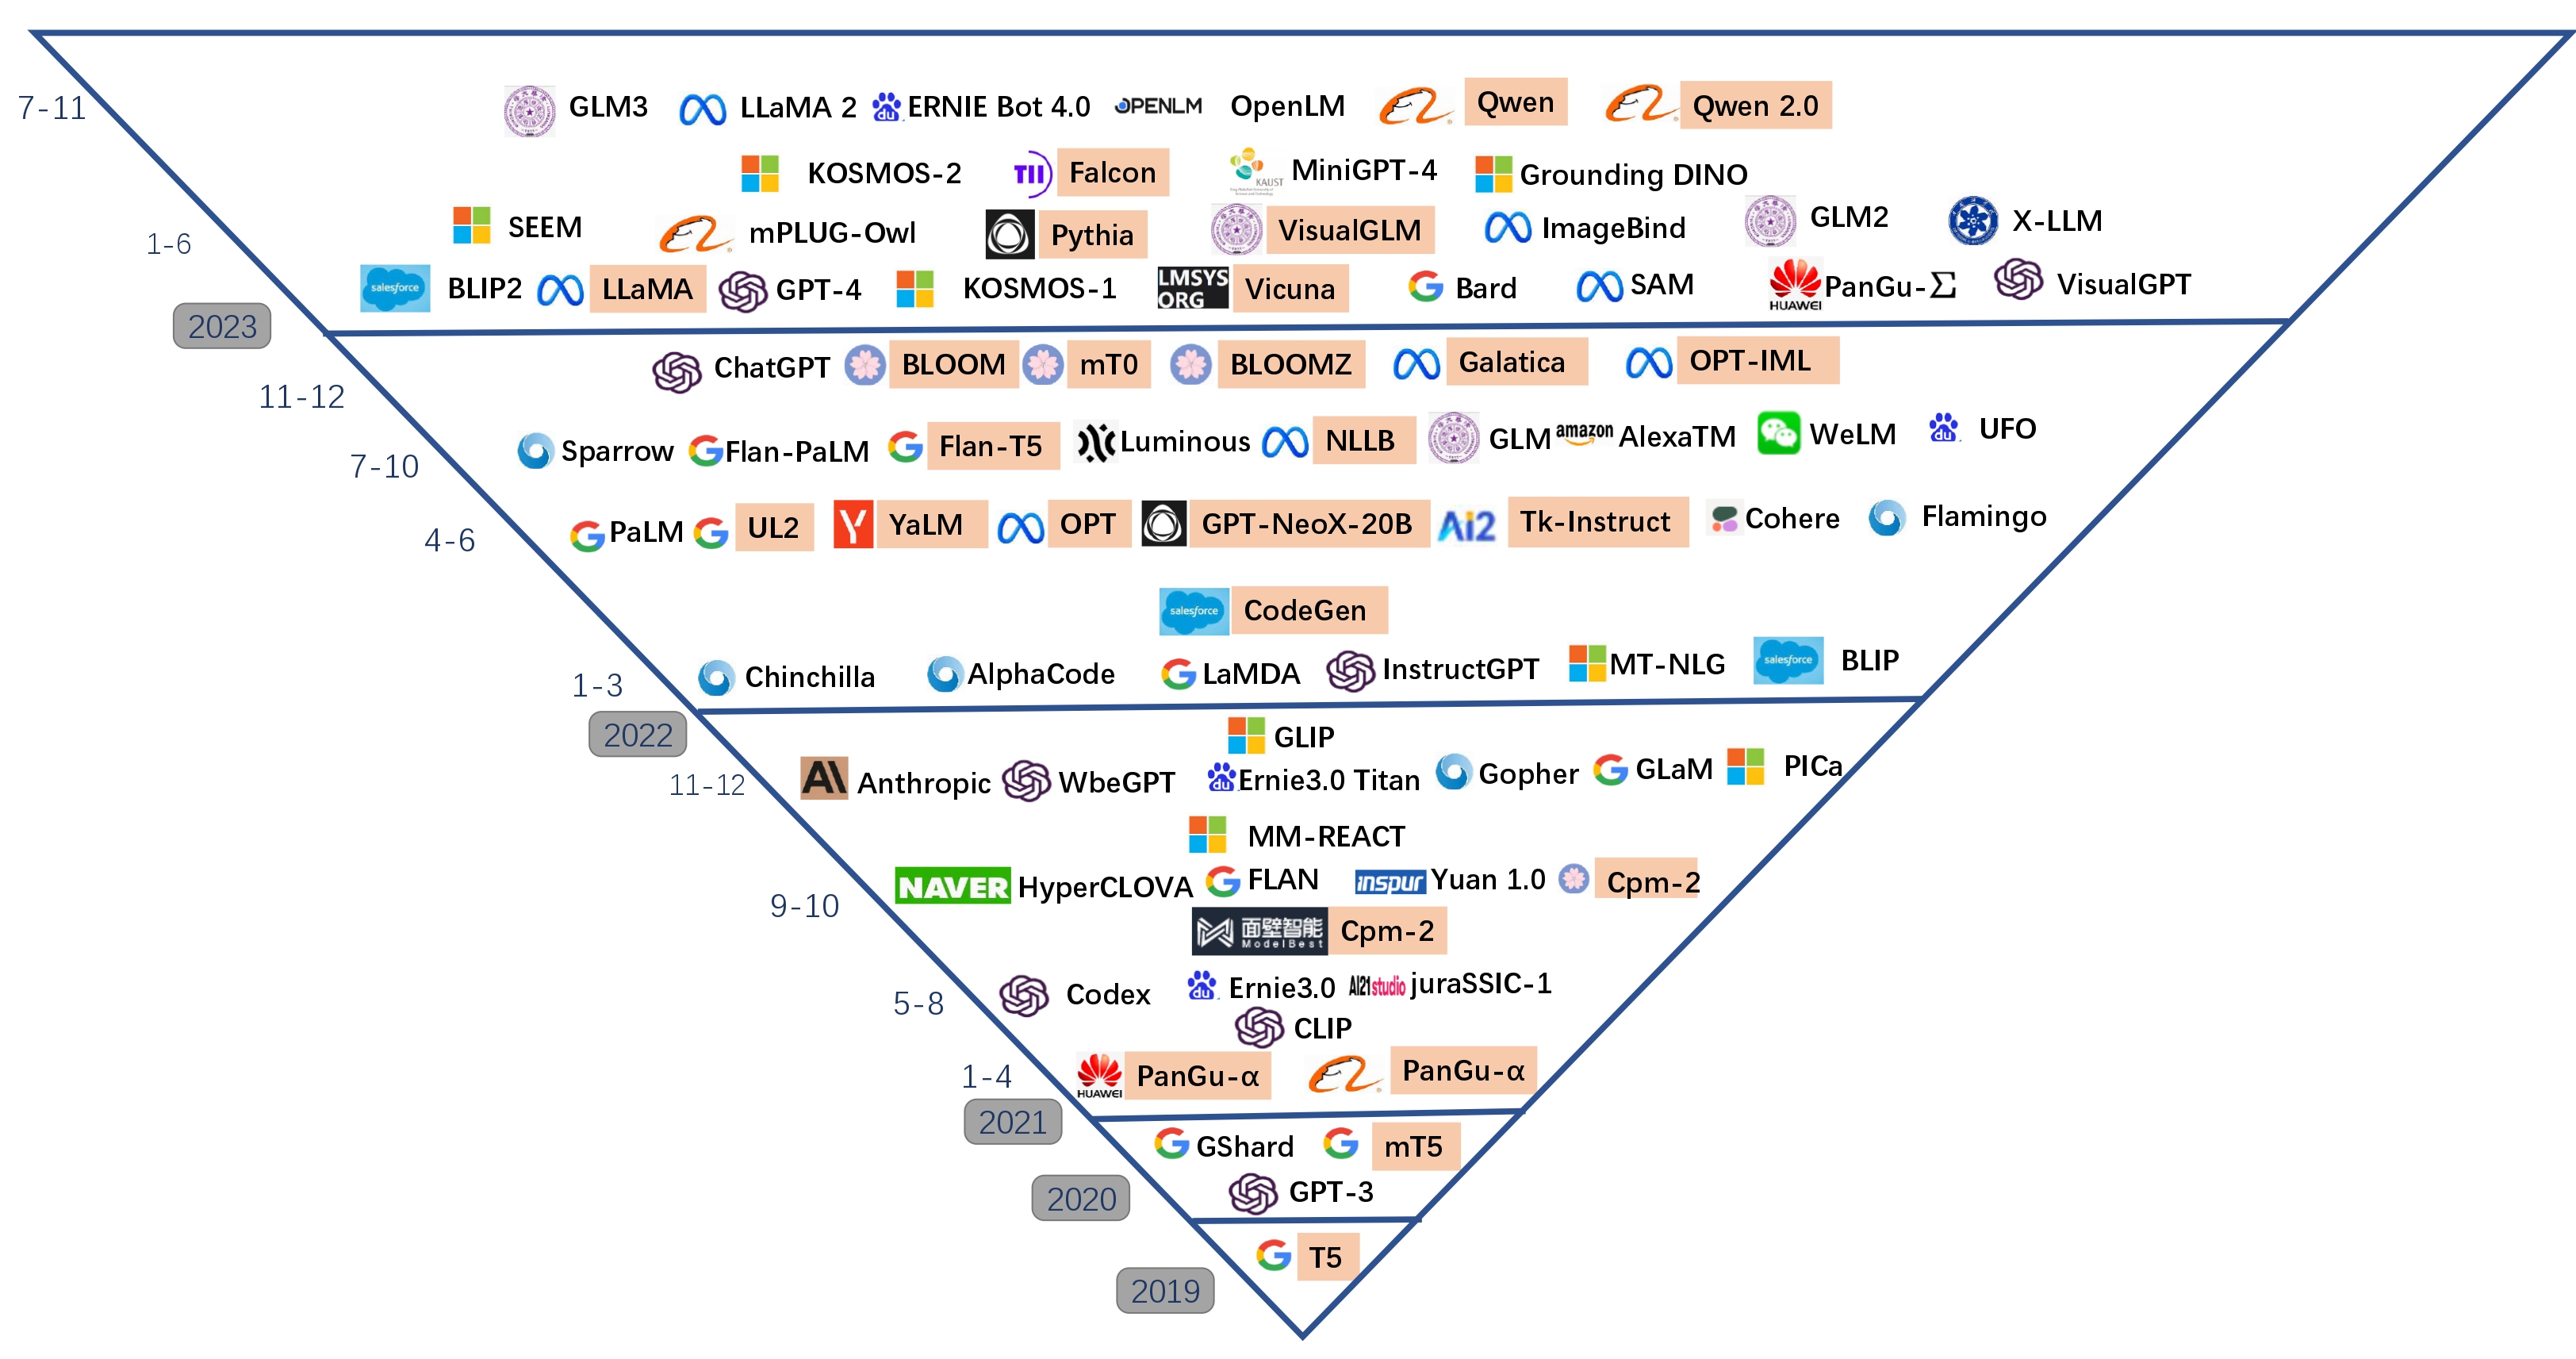 7-11
GLM3 LLaMA 2 du ERNIE Bot 4.0 OPENLM OpenLM Qwen Qwen 2.0
KOSMOS-2 TII Falcon KAUST MiniGPT-4 Grounding DINO
1-6
SEEM mPLUG-Owl Pythia VisualGLM ImageBind GLM2 X-LLM
salesforce BLIP2 LLaMA GPT-4 KOSMOS-1 LMSYS ORG Vicuna Bard SAM HUAWEI PanGu-Σ VisualGPT
2023
11-12
ChatGPT BLOOM mT0 BLOOMZ Galatica OPT-IML
7-10
Sparrow Flan-PaLM Flan-T5 Luminous NLLB GLM amazon AlexaTM WeLM du UFO
4-6
PaLM UL2 YaLM OPT GPT-NeoX-20B Ai2 Tk-Instruct Cohere Flamingo
salesforce CodeGen
1-3
Chinchilla AlphaCode LaMDA InstructGPT MT-NLG salesforce BLIP
2022
GLIP
11-12
Anthropic WbeGPT du Ernie3.0 Titan Gopher GLaM PICa
MM-REACT
9-10
NAVER HyperCLOVA FLAN inspur Yuan 1.0 Cpm-2
面壁智能 ModelBest Cpm-2
5-8
Codex du Ernie3.0 AI21studio juraSSIC-1
CLIP
1-4
HUAWEI PanGu-α PanGu-α
2021
GShard mT5
2020
GPT-3
T5
2019